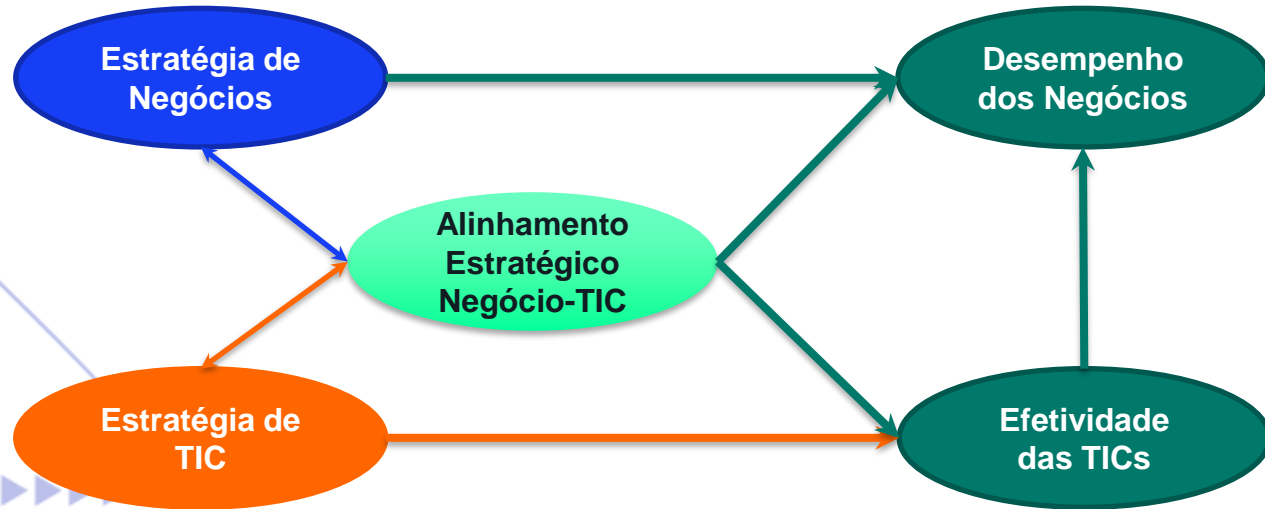 Estratégia de
Negócios
Desempenho
dos Negócios
Alinhamento
Estratégico
Negócio-TIC
Estratégia de
TIC
Efetividade
das TICs